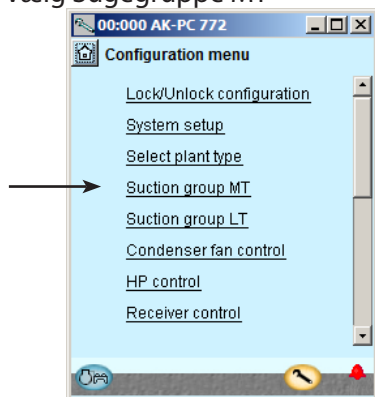 Vælg Sugegruppe MT
00:000 AK-PC 772
Configuration menu
Lock/Unlock configuration
System setup
Select plant type
Suction group MT
Suction group LT
Condenser fan control
HP control
Receiver control